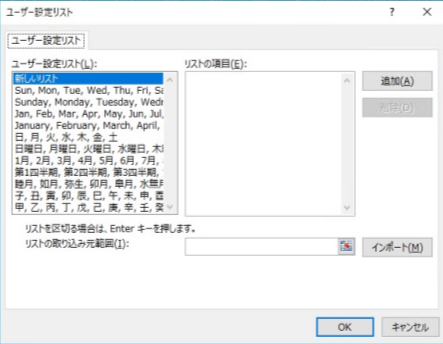 ユーザー設定リスト
? ×
ユーザー設定リスト
ユーザー設定リスト(L):
リストの項目(E):
新しいリスト
Sun, Mon, Tue, Wed, Thu, Fri, Sa
Sunday, Monday, Tuesday, Wedn
Jan, Feb, Mar, Apr, May, Jun, Jul,
January, February, March, April,
日, 月, 火, 水, 木, 金, 土
日曜日, 月曜日, 火曜日, 水曜日, 木
1月, 2月, 3月, 4月, 5月, 6月, 7月,
第1四半期, 第2四半期, 第3四半期,
睦月, 如月, 弥生, 卯月, 皐月, 水無
子, 丑, 寅, 卯, 辰, 巳, 午, 未, 申, 酉
甲, 乙, 丙, 丁, 戊, 己, 庚, 辛, 壬, 癸
追加(A)
削除(D)
リストを区切る場合は、Enter キーを押します。
リストの取り込み元範囲(I):
インポート(M)
OK
キャンセル